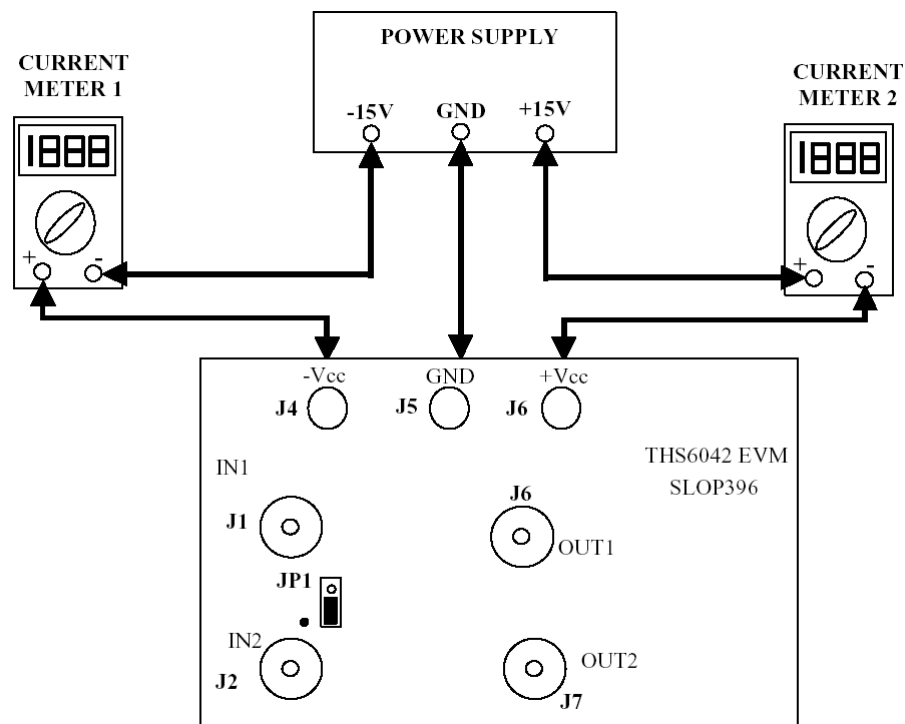 POWER SUPPLY
CURRENT
METER 1
CURRENT
METER 2
-15V
GND
+15V
1888
1888
+
-
+
-
-Vcc
GND
+Vcc
J4
J5
J6
THS6042 EVM
SLOP396
IN1
J1
J6
OUT1
JP1
IN2
J2
OUT2
J7